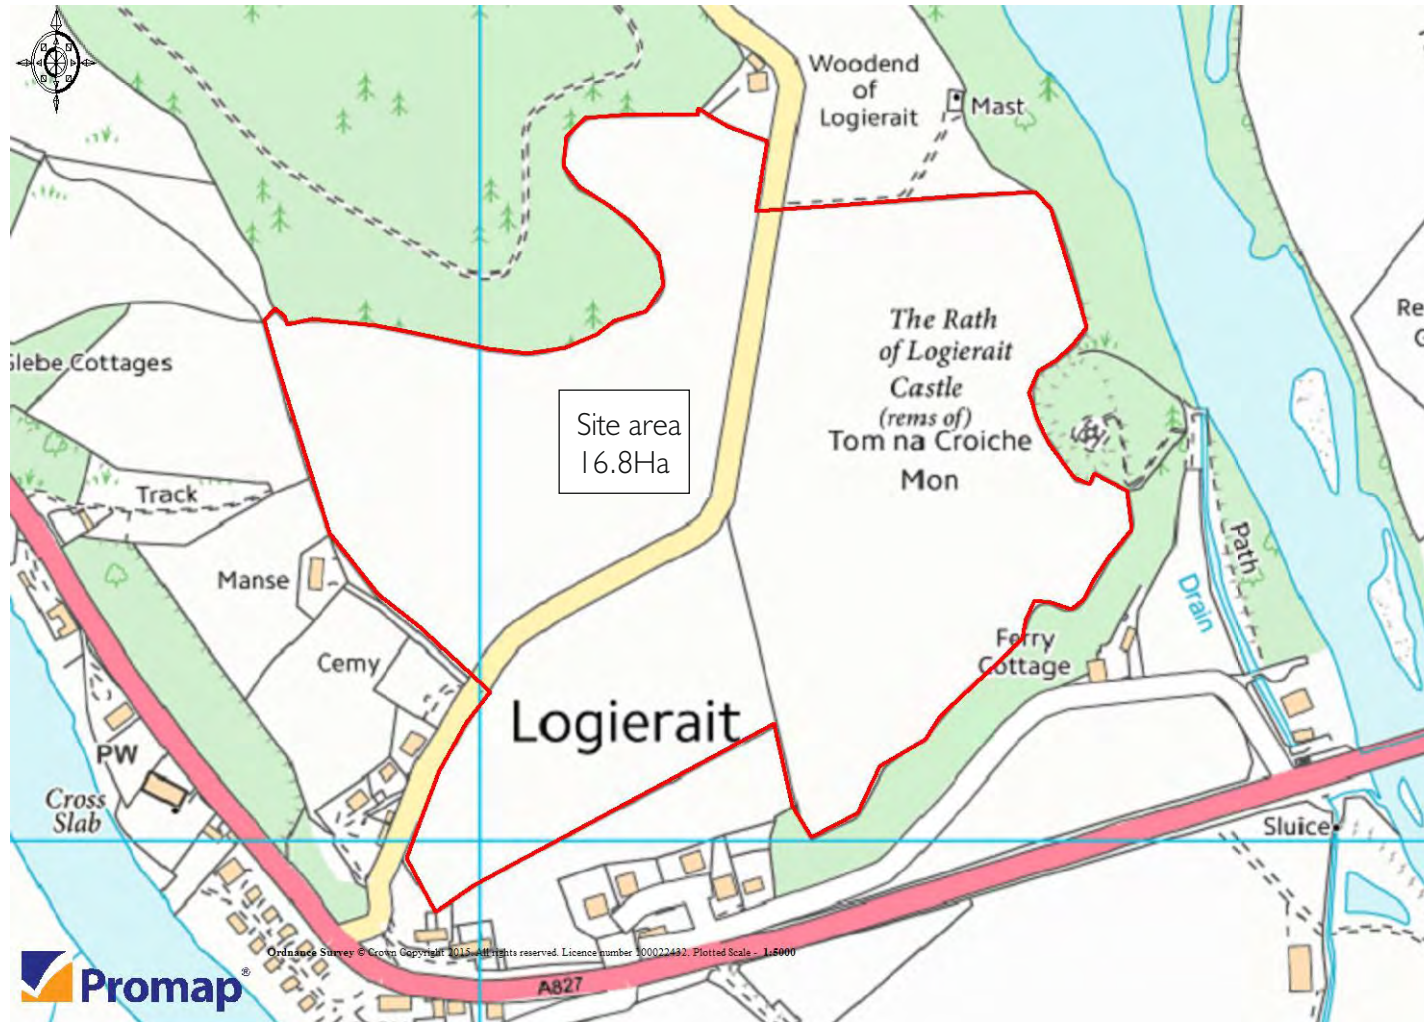 Woodend
of
Logierait
Mast
The Rath
of Logierait
Castle
(rems of)
Tom na Croiche
Mon
Re
Glebe Cottages
Site area
16.8Ha
Track
Manse
Cemy
Path
Drain
Ferry
Cottage
Logierait
PW
Cross
Slab
Sluice
Ordnance Survey © Crown Copyright 2015. All rights reserved. Licence number 100022432. Plotted Scale - 1:5000
Promap®
A827